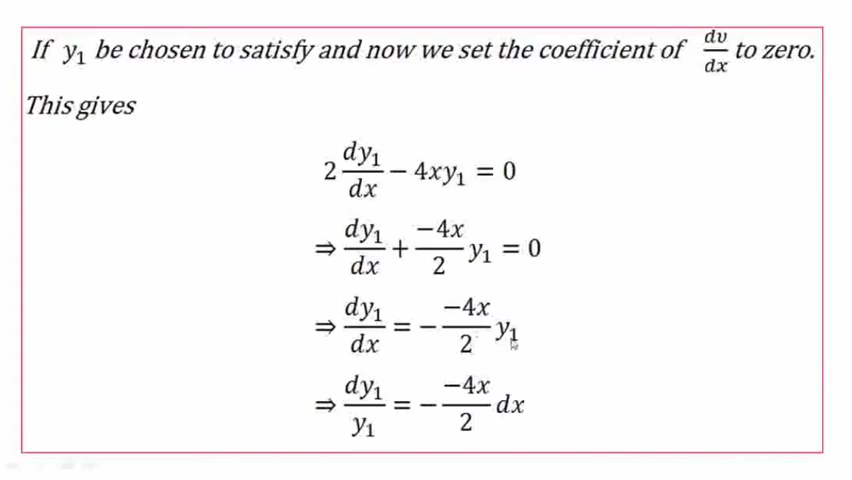 If y₁ be chosen to satisfy and now we set the coefficient of dv/dx to zero.
This gives
2 dy₁/dx − 4xy₁ = 0
⇒ dy₁/dx + −4x/2 y₁ = 0
⇒ dy₁/dx = − −4x/2 y₁
⇒ dy₁/y₁ = − −4x/2 dx